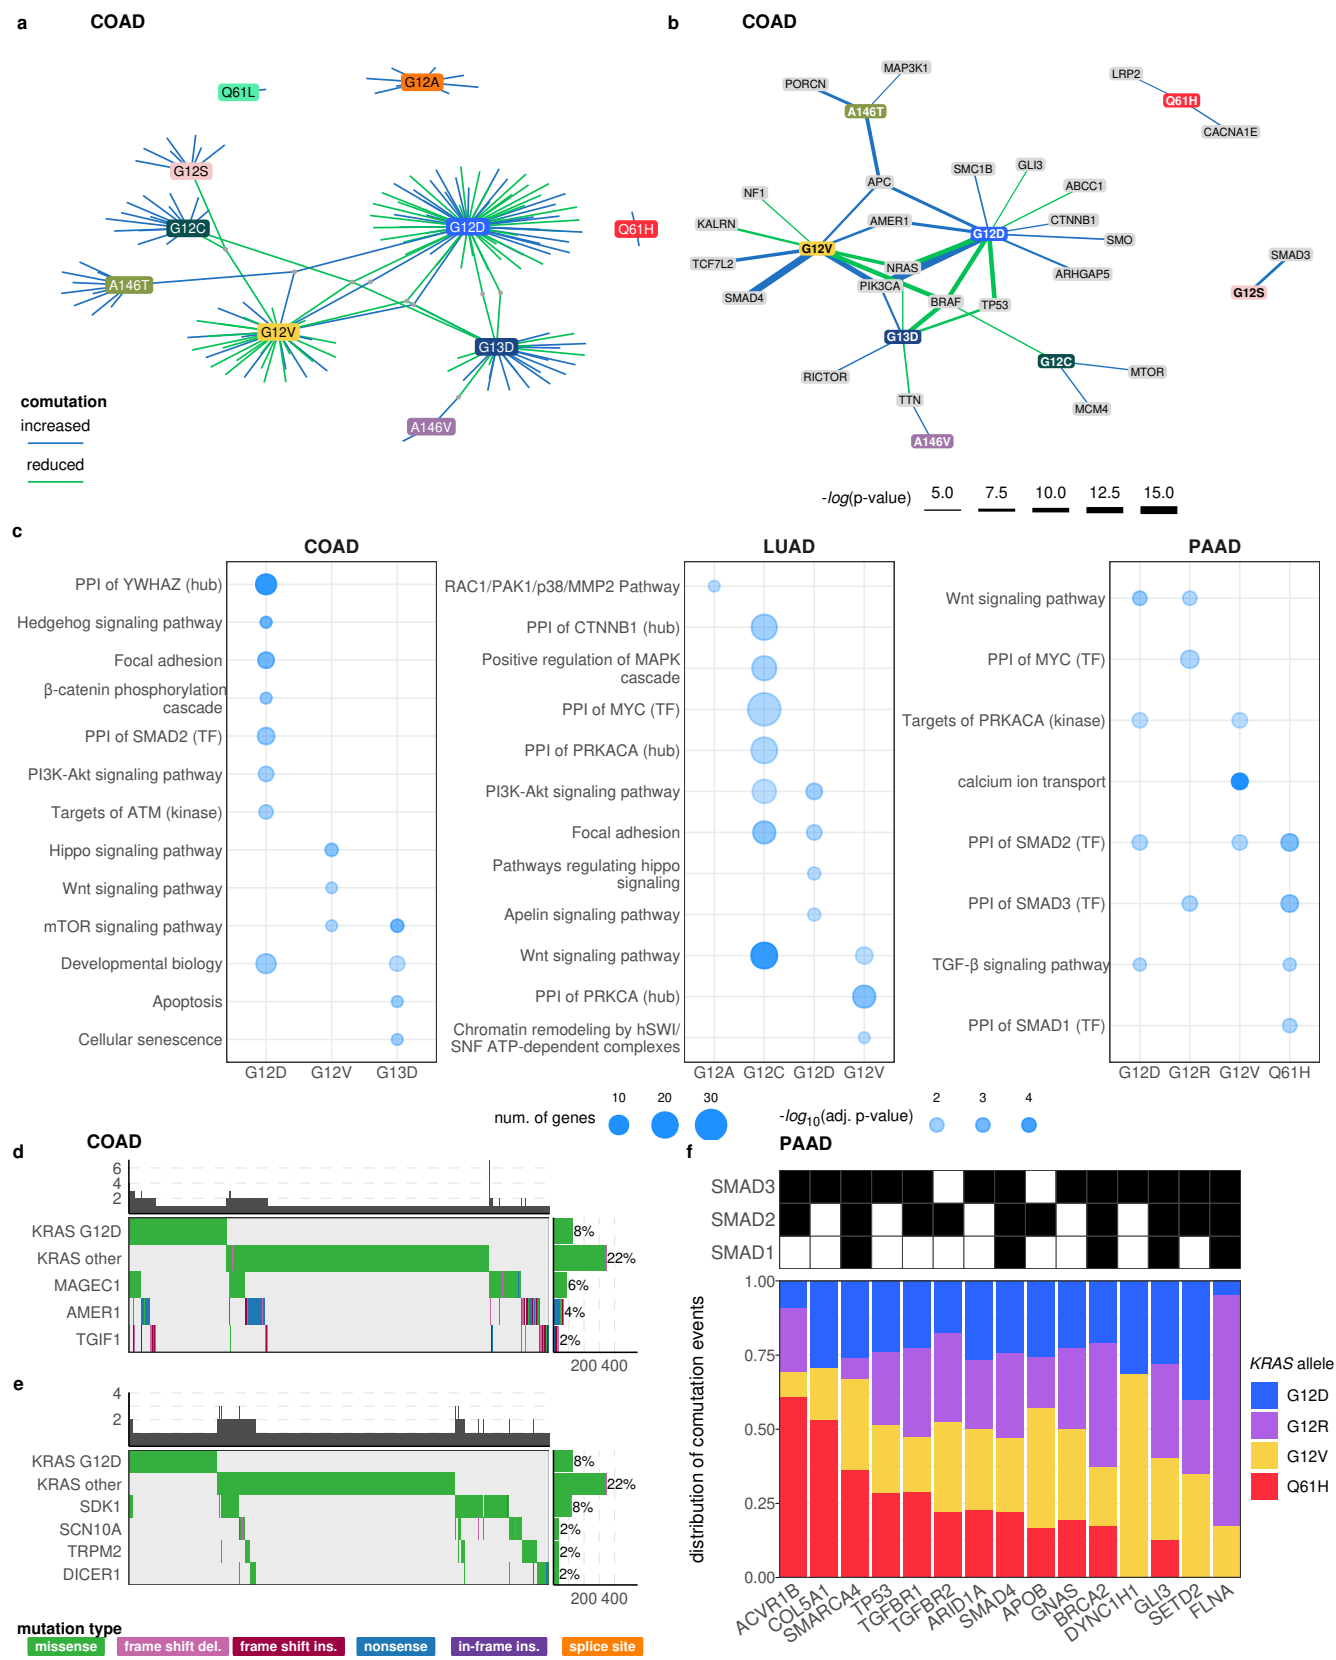 a COAD
Q61L
G12A
G12S
G12C
G12D
Q61H
A146T
G12V
G13D
A146V
comutation
increased
reduced
b COAD
MAP3K1
PORCN
A146T
LRP2
Q61H
CACNA1E
SMC1B
GLI3
APC
ABCC1
NF1
AMER1
CTNNB1
KALRN
G12D
SMO
G12V
TCF7L2
NRAS
ARHGAP5
SMAD3
PIK3CA
SMAD4
BRAF
TP53
G12S
G13D
G12C
RICTOR
MTOR
TTN
MCM4
A146V
-log(p-value) 5.0 7.5 10.0 12.5 15.0
c
COAD
PPI of YWHAZ (hub)
Hedgehog signaling pathway
Focal adhesion
β-catenin phosphorylation
cascade
PPI of SMAD2 (TF)
PI3K-Akt signaling pathway
Targets of ATM (kinase)
Hippo signaling pathway
Wnt signaling pathway
mTOR signaling pathway
Developmental biology
Apoptosis
Cellular senescence
G12D G12V G13D
LUAD
RAC1/PAK1/p38/MMP2 Pathway
PPI of CTNNB1 (hub)
Positive regulation of MAPK
cascade
PPI of MYC (TF)
PPI of PRKACA (hub)
PI3K-Akt signaling pathway
Focal adhesion
Pathways regulating hippo
signaling
Apelin signaling pathway
Wnt signaling pathway
PPI of PRKCA (hub)
Chromatin remodeling by hSWI/
SNF ATP-dependent complexes
G12A G12C G12D G12V
PAAD
Wnt signaling pathway
PPI of MYC (TF)
Targets of PRKACA (kinase)
calcium ion transport
PPI of SMAD2 (TF)
PPI of SMAD3 (TF)
TGF-β signaling pathway
PPI of SMAD1 (TF)
G12D G12R G12V Q61H
num. of genes 10 20 30
-log10(adj. p-value) 2 3 4
d COAD
6
4
2
KRAS G12D 8%
KRAS other 22%
MAGEC1 6%
AMER1 4%
TGIF1 2%
200 400
e
4
2
KRAS G12D 8%
KRAS other 22%
SDK1 8%
SCN10A 2%
TRPM2 2%
DICER1 2%
200 400
mutation type
missense frame shift del. frame shift ins. nonsense in-frame ins. splice site
f PAAD
SMAD3
SMAD2
SMAD1
distribution of comutation events
1.00
0.75
0.50
0.25
0.00
ACVR1B COL5A1 SMARCA4 TP53 TGFBR1 TGFBR2 ARID1A SMAD4 APOB GNAS BRCA2 DYNC1H1 GLI3 SETD2 FLNA
KRAS allele
G12D
G12R
G12V
Q61H